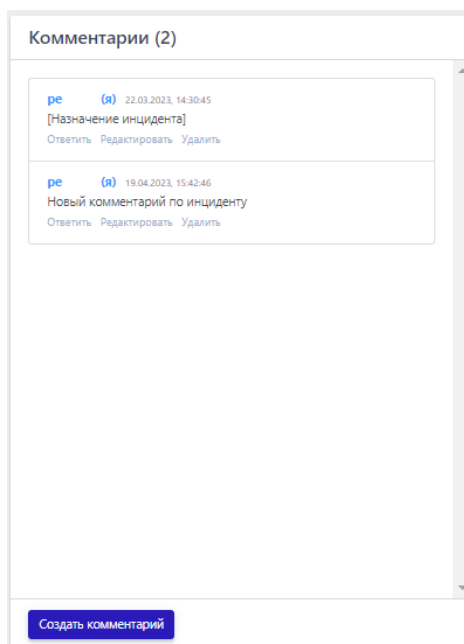 Комментарии (2)
ре (я) 22.03.2023, 14:30:45
[Назначение инцидента]
Ответить Редактировать Удалить
ре (я) 19.04.2023, 15:42:46
Новый комментарий по инциденту
Ответить Редактировать Удалить
Создать комментарий